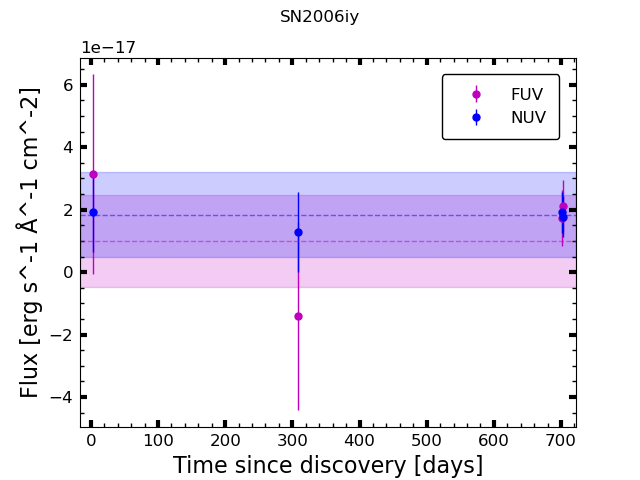 SN2006iy
1e−17
6
4
2
0
−2
−4
Flux [erg s^-1 Å^-1 cm^-2]
FUV
NUV
0 100 200 300 400 500 600 700
Time since discovery [days]